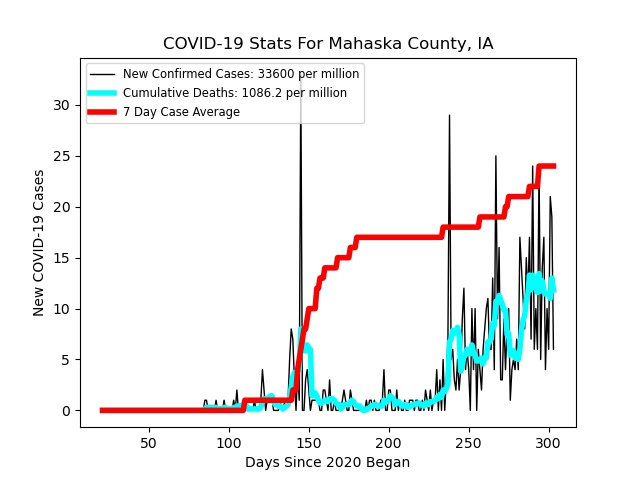 COVID-19 Stats For Mahaska County, IA
New Confirmed Cases: 33600 per million
Cumulative Deaths: 1086.2 per million
7 Day Case Average
New COVID-19 Cases
30
25
20
15
10
5
0
50 100 150 200 250 300
Days Since 2020 Began